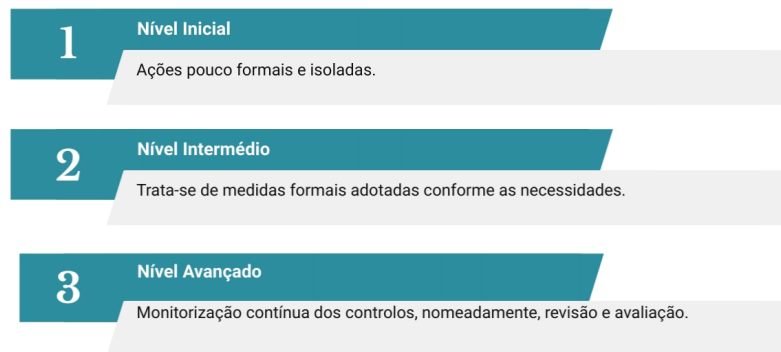 1
Nível Inicial
Ações pouco formais e isoladas.
2
Nível Intermédio
Trata-se de medidas formais adotadas conforme as necessidades.
3
Nível Avançado
Monitorização contínua dos controlos, nomeadamente, revisão e avaliação.